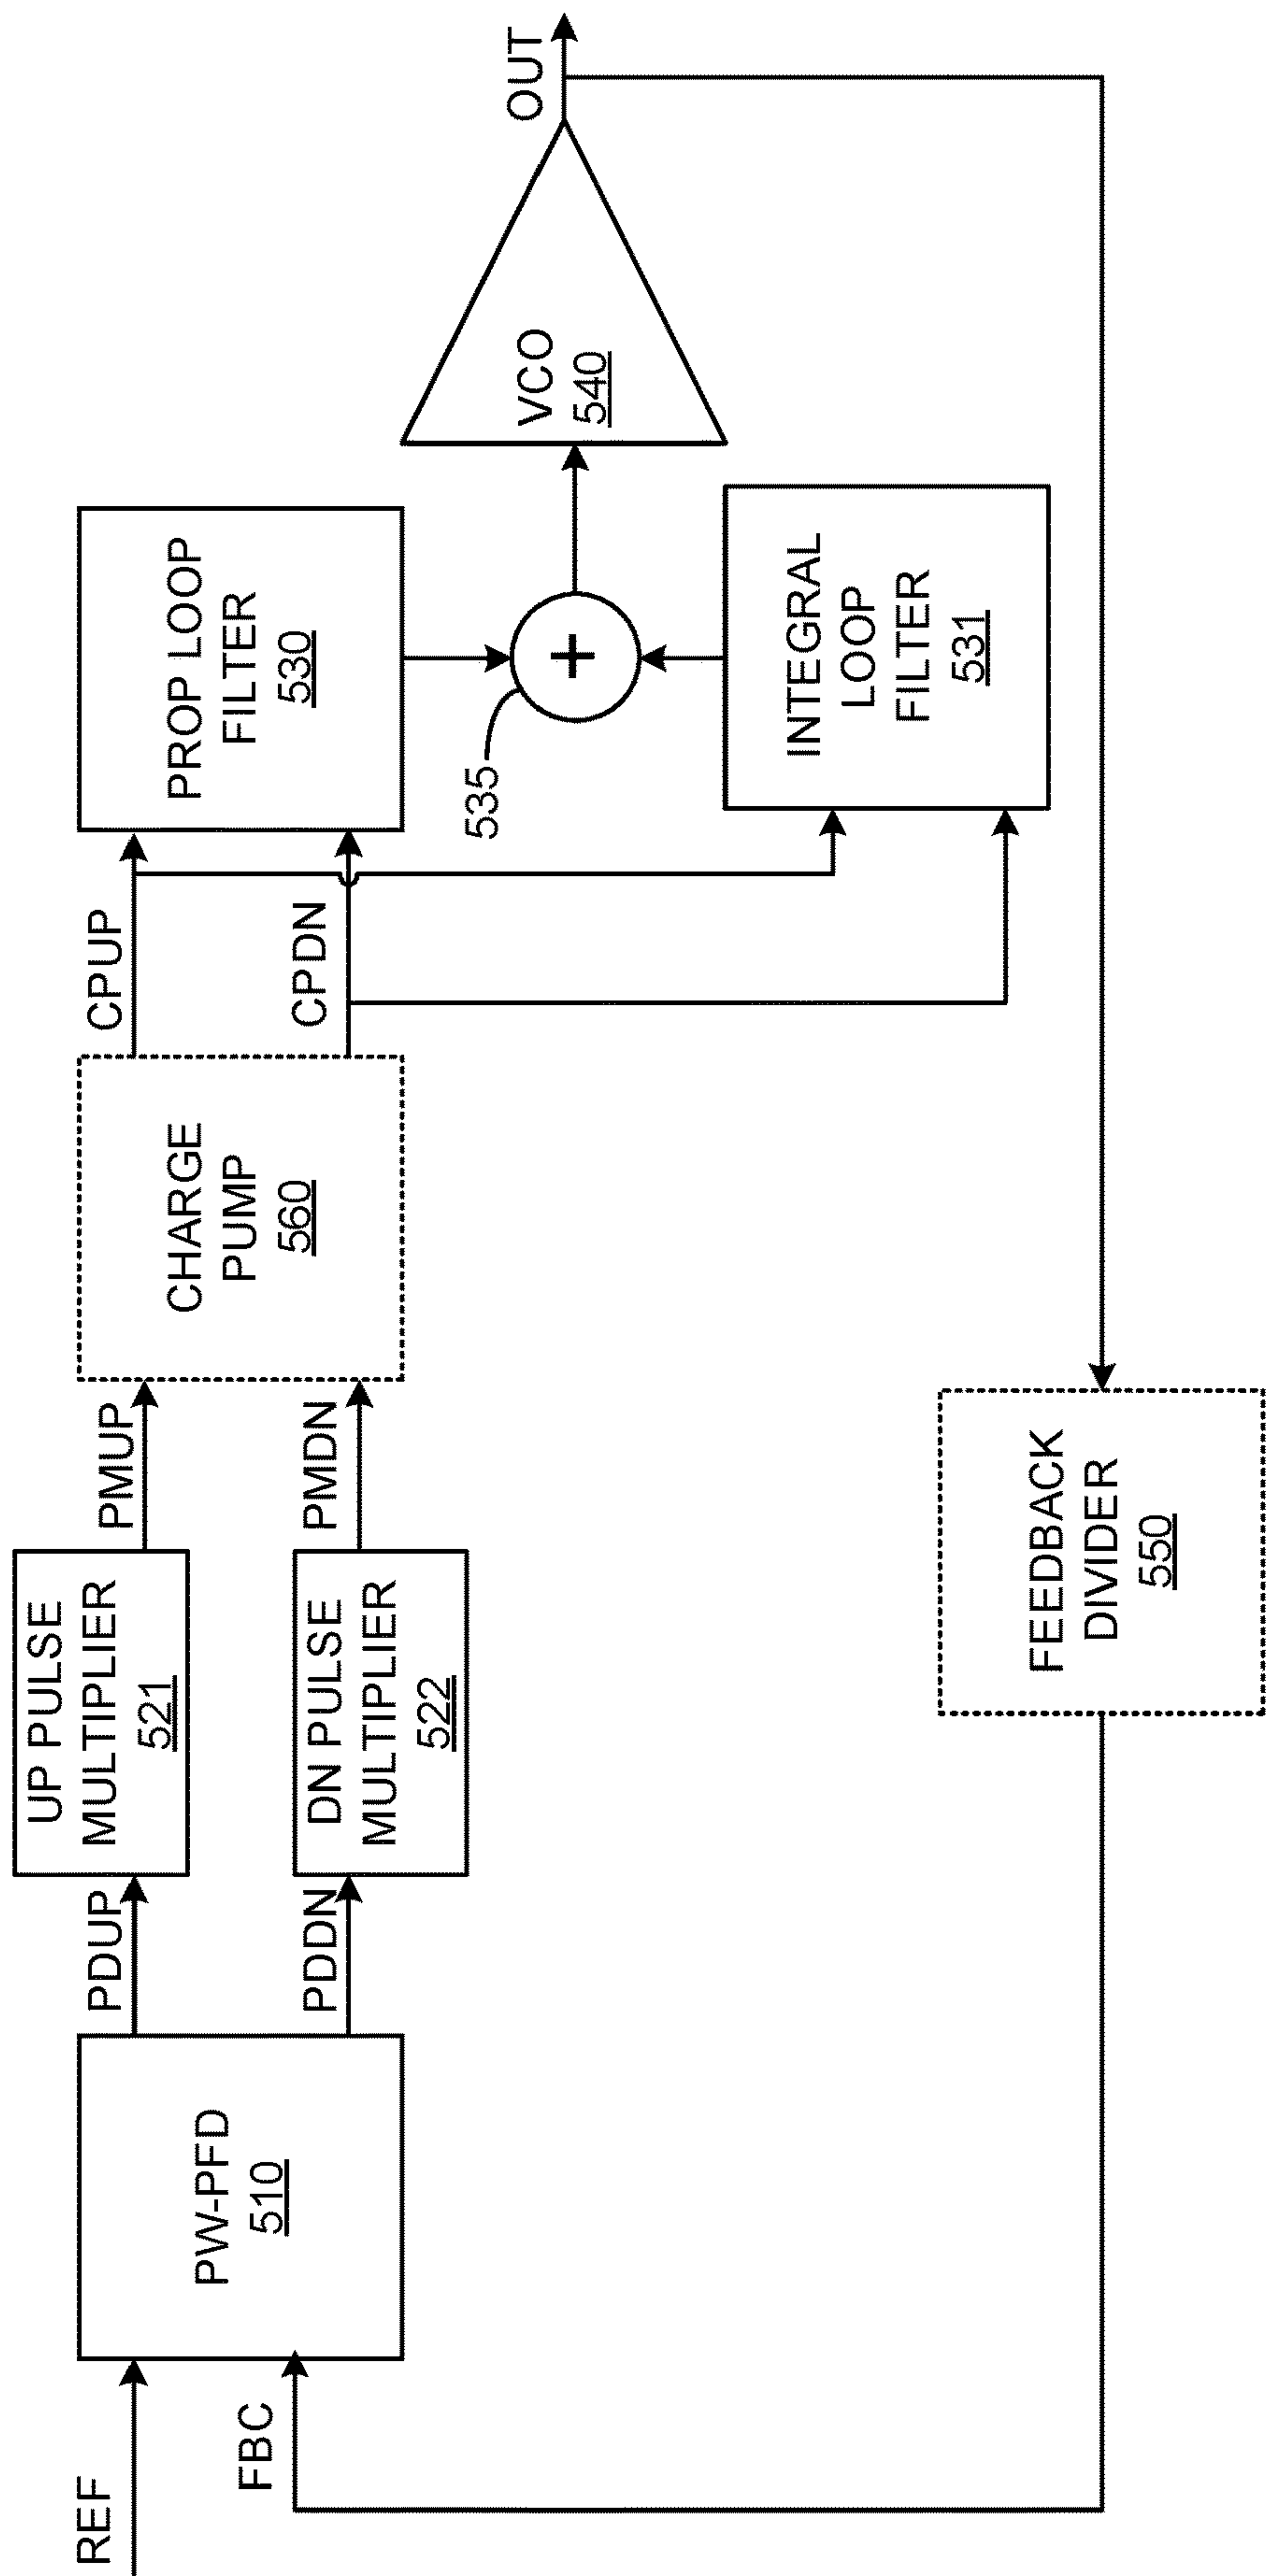 REF
FBC
PW-PFD
510
PDUP
PDDN
UP PULSE
MULTIPLIER
521
DN PULSE
MULTIPLIER
522
PMUP
PMDN
CHARGE
PUMP
560
CPUP
CPDN
PROP LOOP
FILTER
530
535
+
INTEGRAL
LOOP
FILTER
531
VCO
540
OUT
FEEDBACK
DIVIDER
550